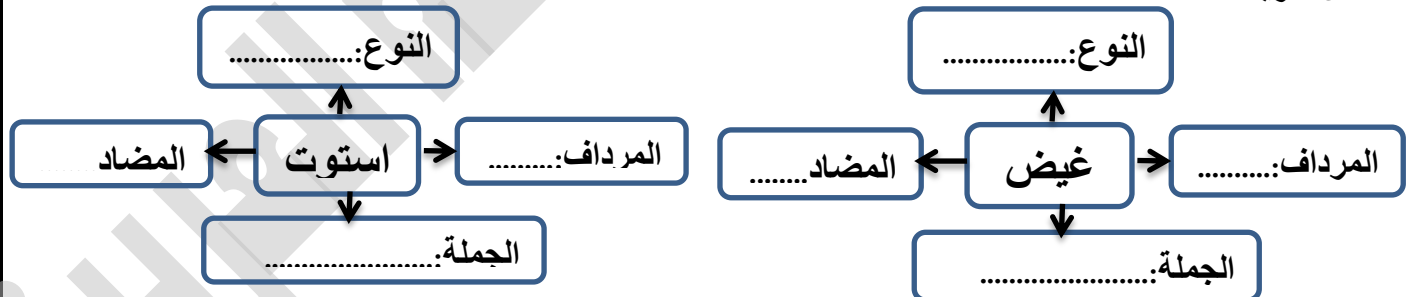 النوع:.................
المرداف:..........
غيض
المضاد........
الجملة:.......................
النوع:.................
المرداف:.........
استوت
المضاد
الجملة:.......................